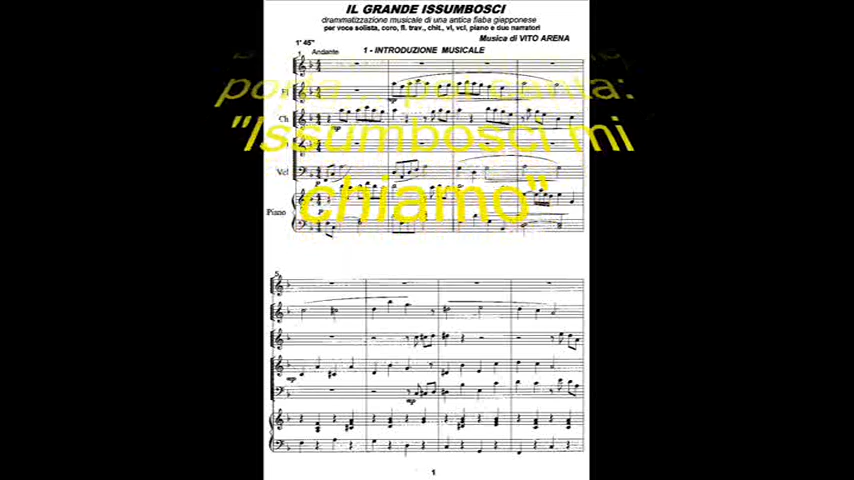 IL GRANDE ISSUMBOSCI
drammatizzazione musicale di una antica fiaba giapponese
per voce solista, coro, fl. trav., chit., vl, vcl, piano e due narratori
Musica di VITO ARENA
1' 45"
1 Andante
1 - INTRODUZIONE MUSICALE
porta... poi canta:
"Issumbosci mi
chiamo"
Fl
Ch
Vcl
Piano
5
1